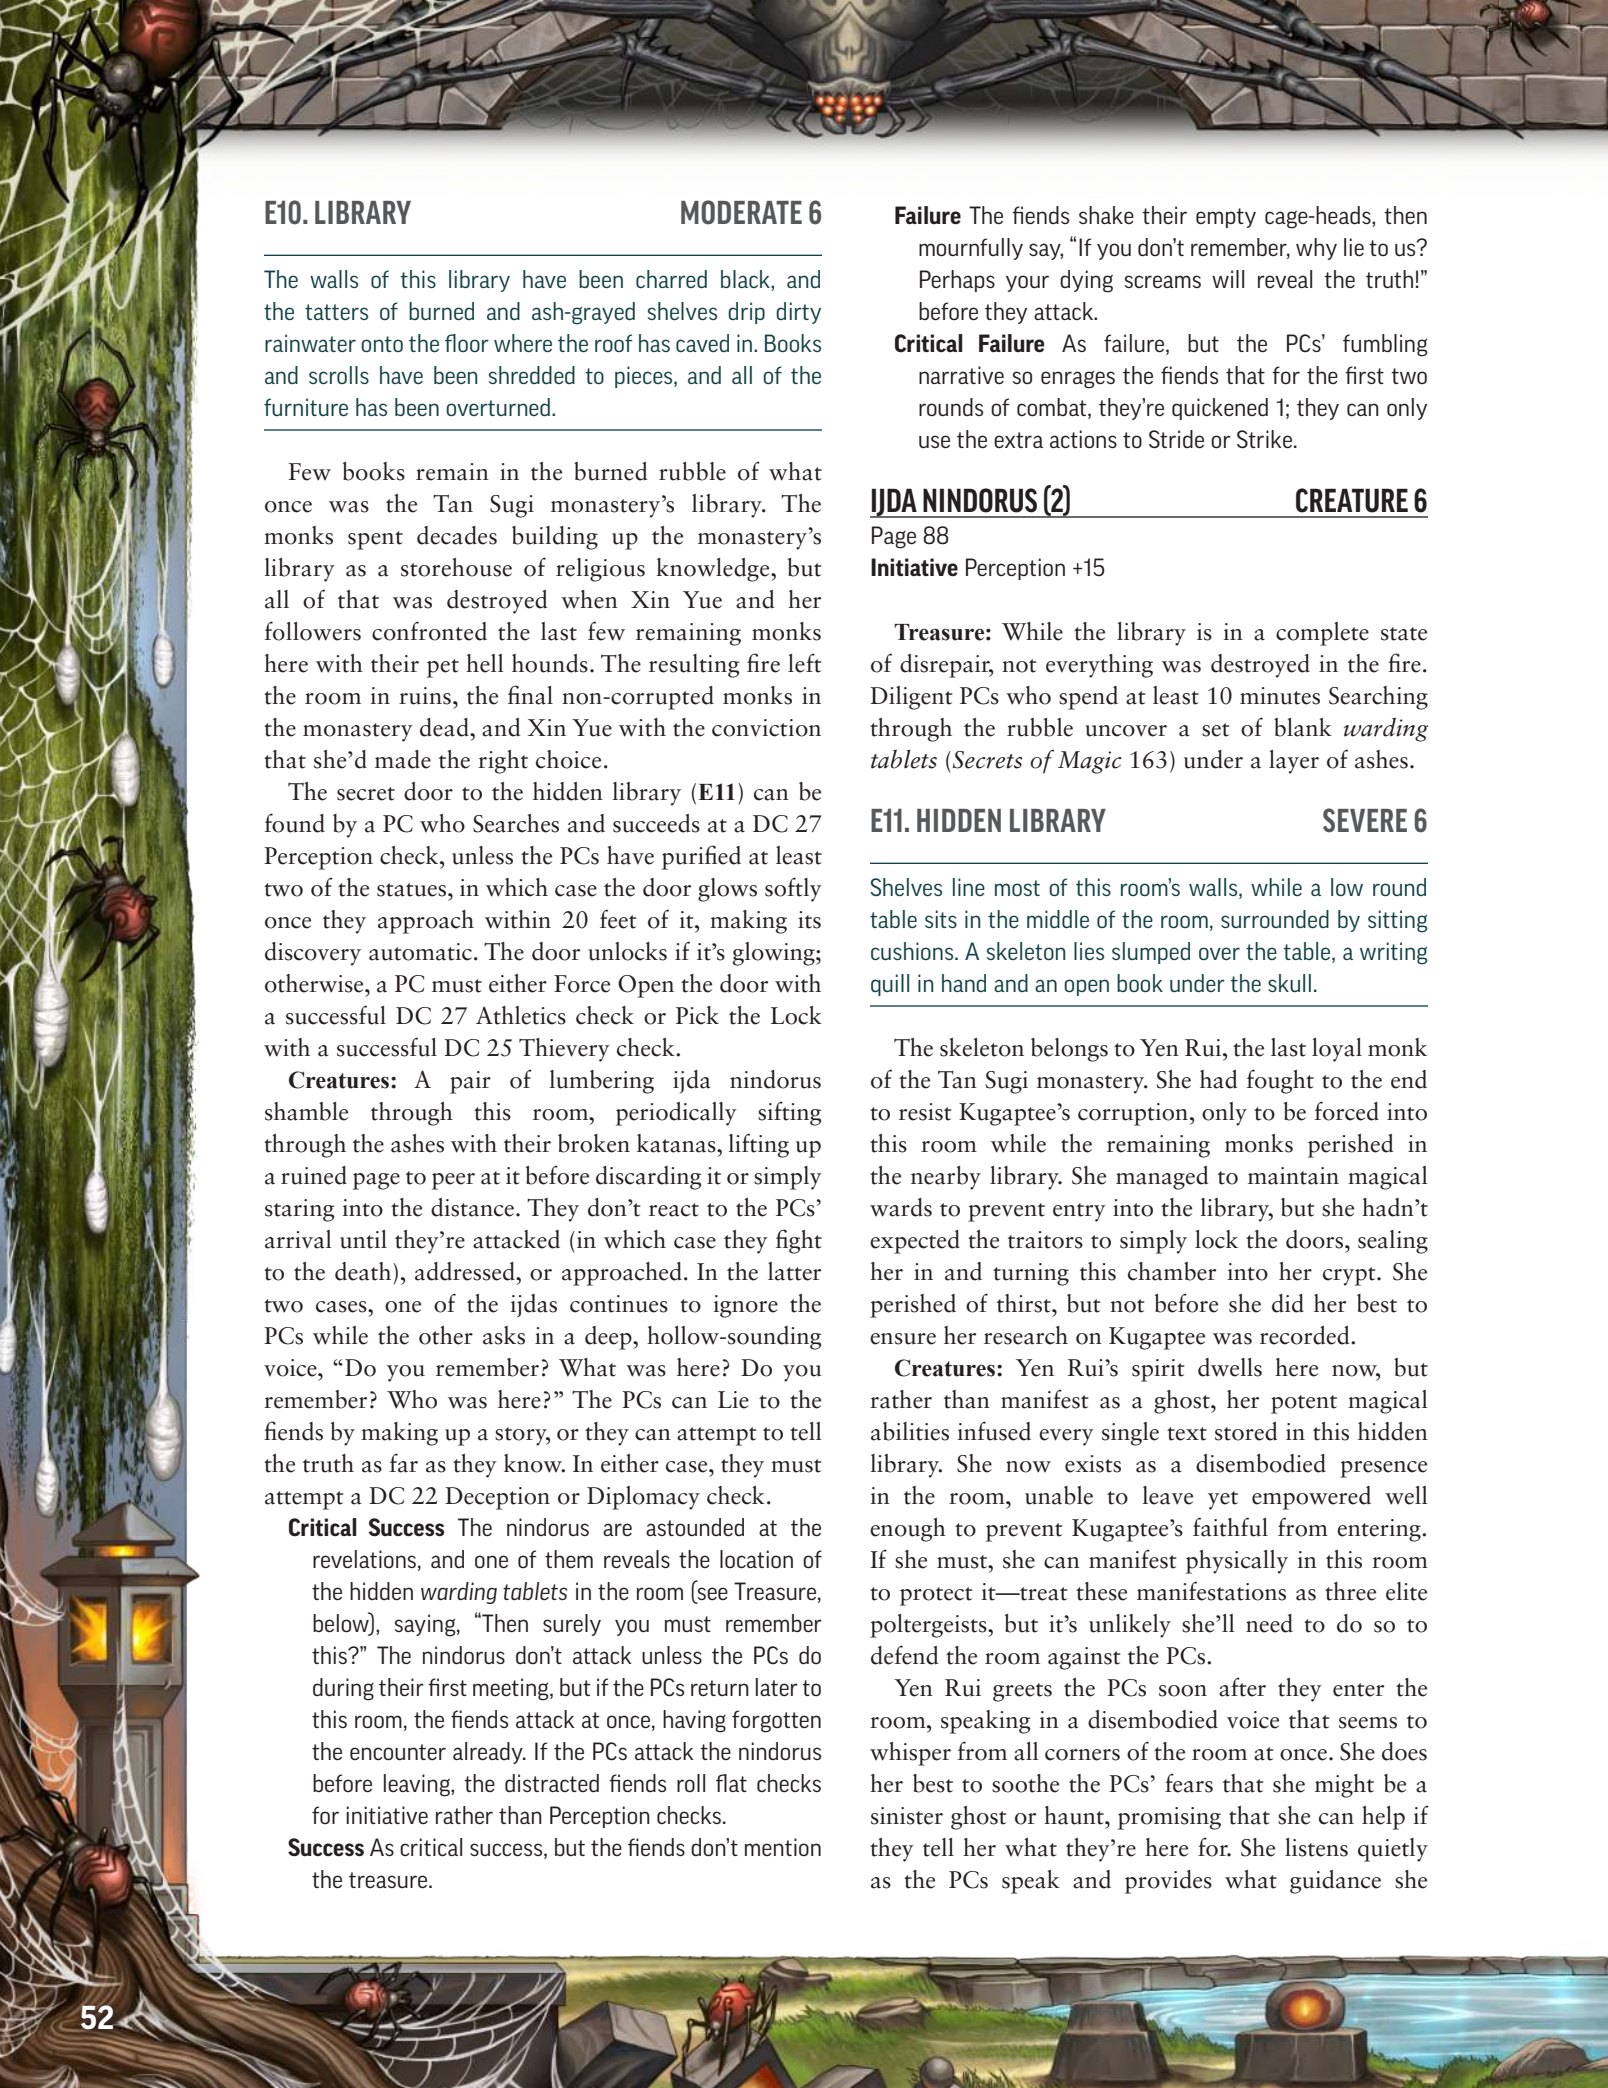 E10. LIBRARY MODERATE 6
The walls of this library have been charred black, and
the tatters of burned and ash-grayed shelves drip dirty
rainwater onto the floor where the roof has caved in. Books
and scrolls have been shredded to pieces, and all of the
furniture has been overturned.
Few books remain in the burned rubble of what
once was the Tan Sugi monastery’s library. The
monks spent decades building up the monastery’s
library as a storehouse of religious knowledge, but
all of that was destroyed when Xin Yue and her
followers confronted the last few remaining monks
here with their pet hell hounds. The resulting fire left
the room in ruins, the final non-corrupted monks in
the monastery dead, and Xin Yue with the conviction
that she’d made the right choice.
The secret door to the hidden library (E11) can be
found by a PC who Searches and succeeds at a DC 27
Perception check, unless the PCs have purified at least
two of the statues, in which case the door glows softly
once they approach within 20 feet of it, making its
discovery automatic. The door unlocks if it’s glowing;
otherwise, a PC must either Force Open the door with
a successful DC 27 Athletics check or Pick the Lock
with a successful DC 25 Thievery check.
Creatures: A pair of lumbering ijda nindorus
shamble through this room, periodically sifting
through the ashes with their broken katanas, lifting up
a ruined page to peer at it before discarding it or simply
staring into the distance. They don’t react to the PCs’
arrival until they’re attacked (in which case they fight
to the death), addressed, or approached. In the latter
two cases, one of the ijdas continues to ignore the
PCs while the other asks in a deep, hollow-sounding
voice, “Do you remember? What was here? Do you
remember? Who was here?” The PCs can Lie to the
fiends by making up a story, or they can attempt to tell
the truth as far as they know. In either case, they must
attempt a DC 22 Deception or Diplomacy check.
Critical Success The nindorus are astounded at the
revelations, and one of them reveals the location of
the hidden warding tablets in the room (see Treasure,
below), saying, “Then surely you must remember
this?” The nindorus don’t attack unless the PCs do
during their first meeting, but if the PCs return later to
this room, the fiends attack at once, having forgotten
the encounter already. If the PCs attack the nindorus
before leaving, the distracted fiends roll flat checks
for initiative rather than Perception checks.
Success As critical success, but the fiends don’t mention
the treasure.
Failure The fiends shake their empty cage-heads, then
mournfully say, “If you don’t remember, why lie to us?
Perhaps your dying screams will reveal the truth!”
before they attack.
Critical Failure As failure, but the PCs’ fumbling
narrative so enrages the fiends that for the first two
rounds of combat, they’re quickened 1; they can only
use the extra actions to Stride or Strike.
IJDA NINDORUS (2) CREATURE 6
Page 88
Initiative Perception +15
Treasure: While the library is in a complete state
of disrepair, not everything was destroyed in the fire.
Diligent PCs who spend at least 10 minutes Searching
through the rubble uncover a set of blank warding
tablets (Secrets of Magic 163) under a layer of ashes.
E11. HIDDEN LIBRARY SEVERE 6
Shelves line most of this room’s walls, while a low round
table sits in the middle of the room, surrounded by sitting
cushions. A skeleton lies slumped over the table, a writing
quill in hand and an open book under the skull.
The skeleton belongs to Yen Rui, the last loyal monk
of the Tan Sugi monastery. She had fought to the end
to resist Kugaptee’s corruption, only to be forced into
this room while the remaining monks perished in
the nearby library. She managed to maintain magical
wards to prevent entry into the library, but she hadn’t
expected the traitors to simply lock the doors, sealing
her in and turning this chamber into her crypt. She
perished of thirst, but not before she did her best to
ensure her research on Kugaptee was recorded.
Creatures: Yen Rui’s spirit dwells here now, but
rather than manifest as a ghost, her potent magical
abilities infused every single text stored in this hidden
library. She now exists as a disembodied presence
in the room, unable to leave yet empowered well
enough to prevent Kugaptee’s faithful from entering.
If she must, she can manifest physically in this room
to protect it—treat these manifestations as three elite
poltergeists, but it’s unlikely she’ll need to do so to
defend the room against the PCs.
Yen Rui greets the PCs soon after they enter the
room, speaking in a disembodied voice that seems to
whisper from all corners of the room at once. She does
her best to soothe the PCs’ fears that she might be a
sinister ghost or haunt, promising that she can help if
they tell her what they’re here for. She listens quietly
as the PCs speak and provides what guidance she
52